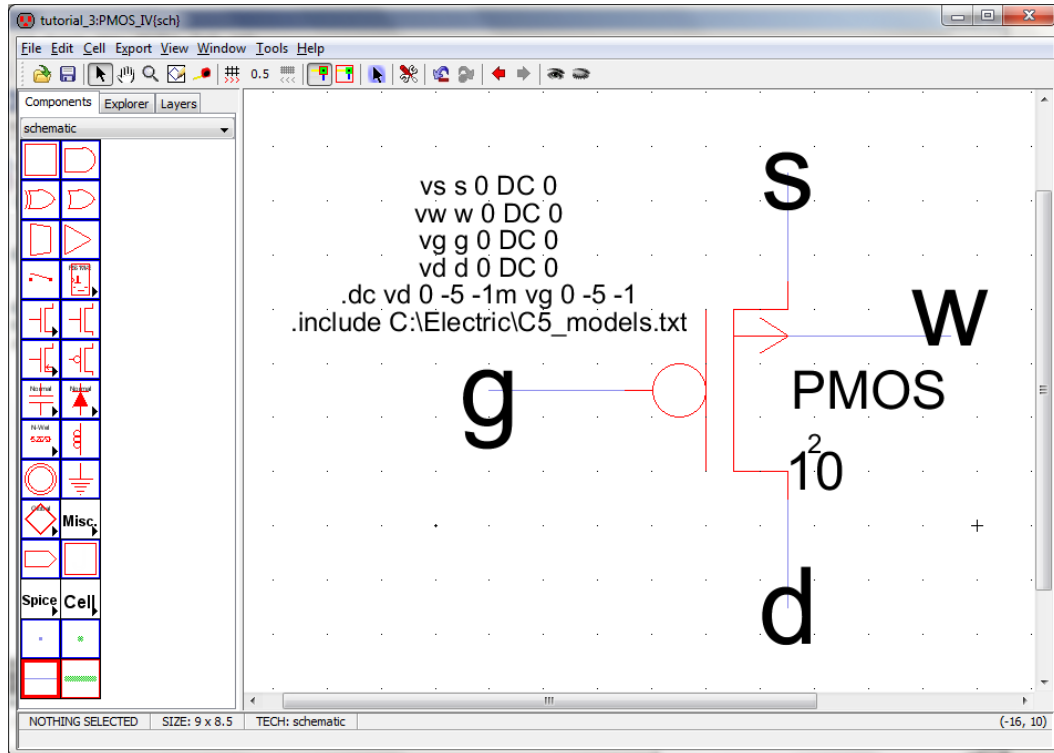 tutorial_3:PMOS_IV{sch}
File Edit Cell Export View Window Tools Help
0.5
Components Explorer Layers
schematic
Normal Normal
N-Wel
Misc.
Spice Cell
vs s 0 DC 0
vw w 0 DC 0
vg g 0 DC 0
vd d 0 DC 0
.dc vd 0 -5 -1m vg 0 -5 -1
.include C:\Electric\C5_models.txt
s
w
g
PMOS
2
10
d
NOTHING SELECTED SIZE: 9 x 8.5 TECH: schematic (-16, 10)